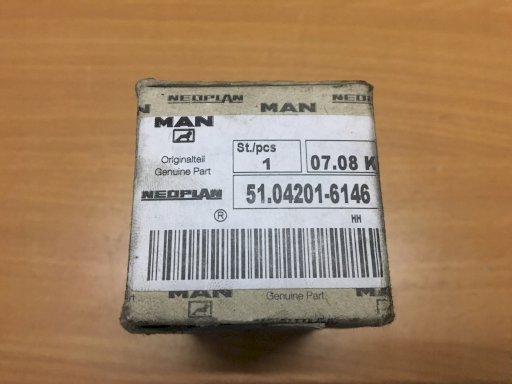 NEOPLAN MAN NEOPLAN
MAN
Originalteil
Genuine Part
St./pcs
1
07.08 K
NEOPLAN
®
51.04201-6146
HH
MAN Genuine Part MAN